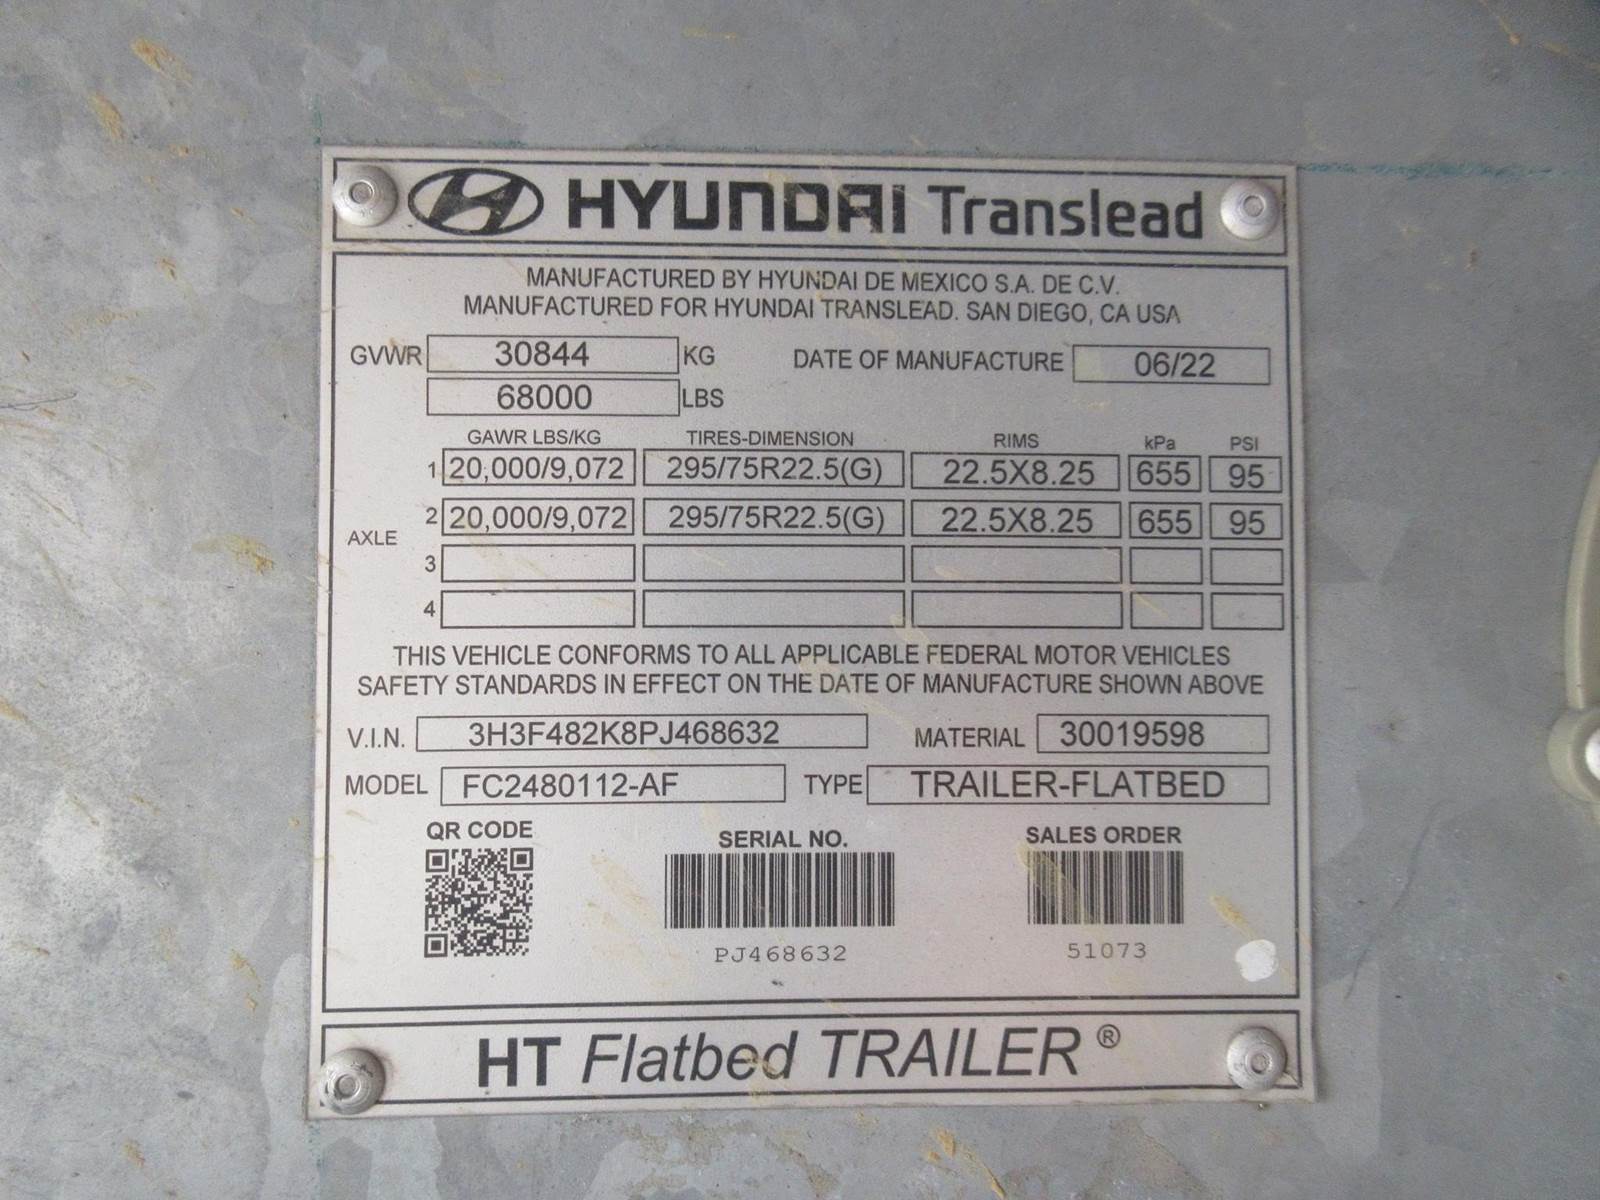 HYUNDAI Translead
MANUFACTURED BY HYUNDAI DE MEXICO S.A. DE C.V.
MANUFACTURED FOR HYUNDAI TRANSLEAD. SAN DIEGO, CA USA
GVWR 30844 KG DATE OF MANUFACTURE 06/22
68000 LBS
GAWR LBS/KG TIRES-DIMENSION RIMS kPa PSI
1 20,000/9,072 295/75R22.5(G) 22.5X8.25 655 95
2 20,000/9,072 295/75R22.5(G) 22.5X8.25 655 95
AXLE
3
4
THIS VEHICLE CONFORMS TO ALL APPLICABLE FEDERAL MOTOR VEHICLES
SAFETY STANDARDS IN EFFECT ON THE DATE OF MANUFACTURE SHOWN ABOVE
V.I.N. 3H3F482K8PJ468632 MATERIAL 30019598
MODEL FC2480112-AF TYPE TRAILER-FLATBED
QR CODE SERIAL NO. SALES ORDER
PJ468632 51073
HT Flatbed TRAILER ®